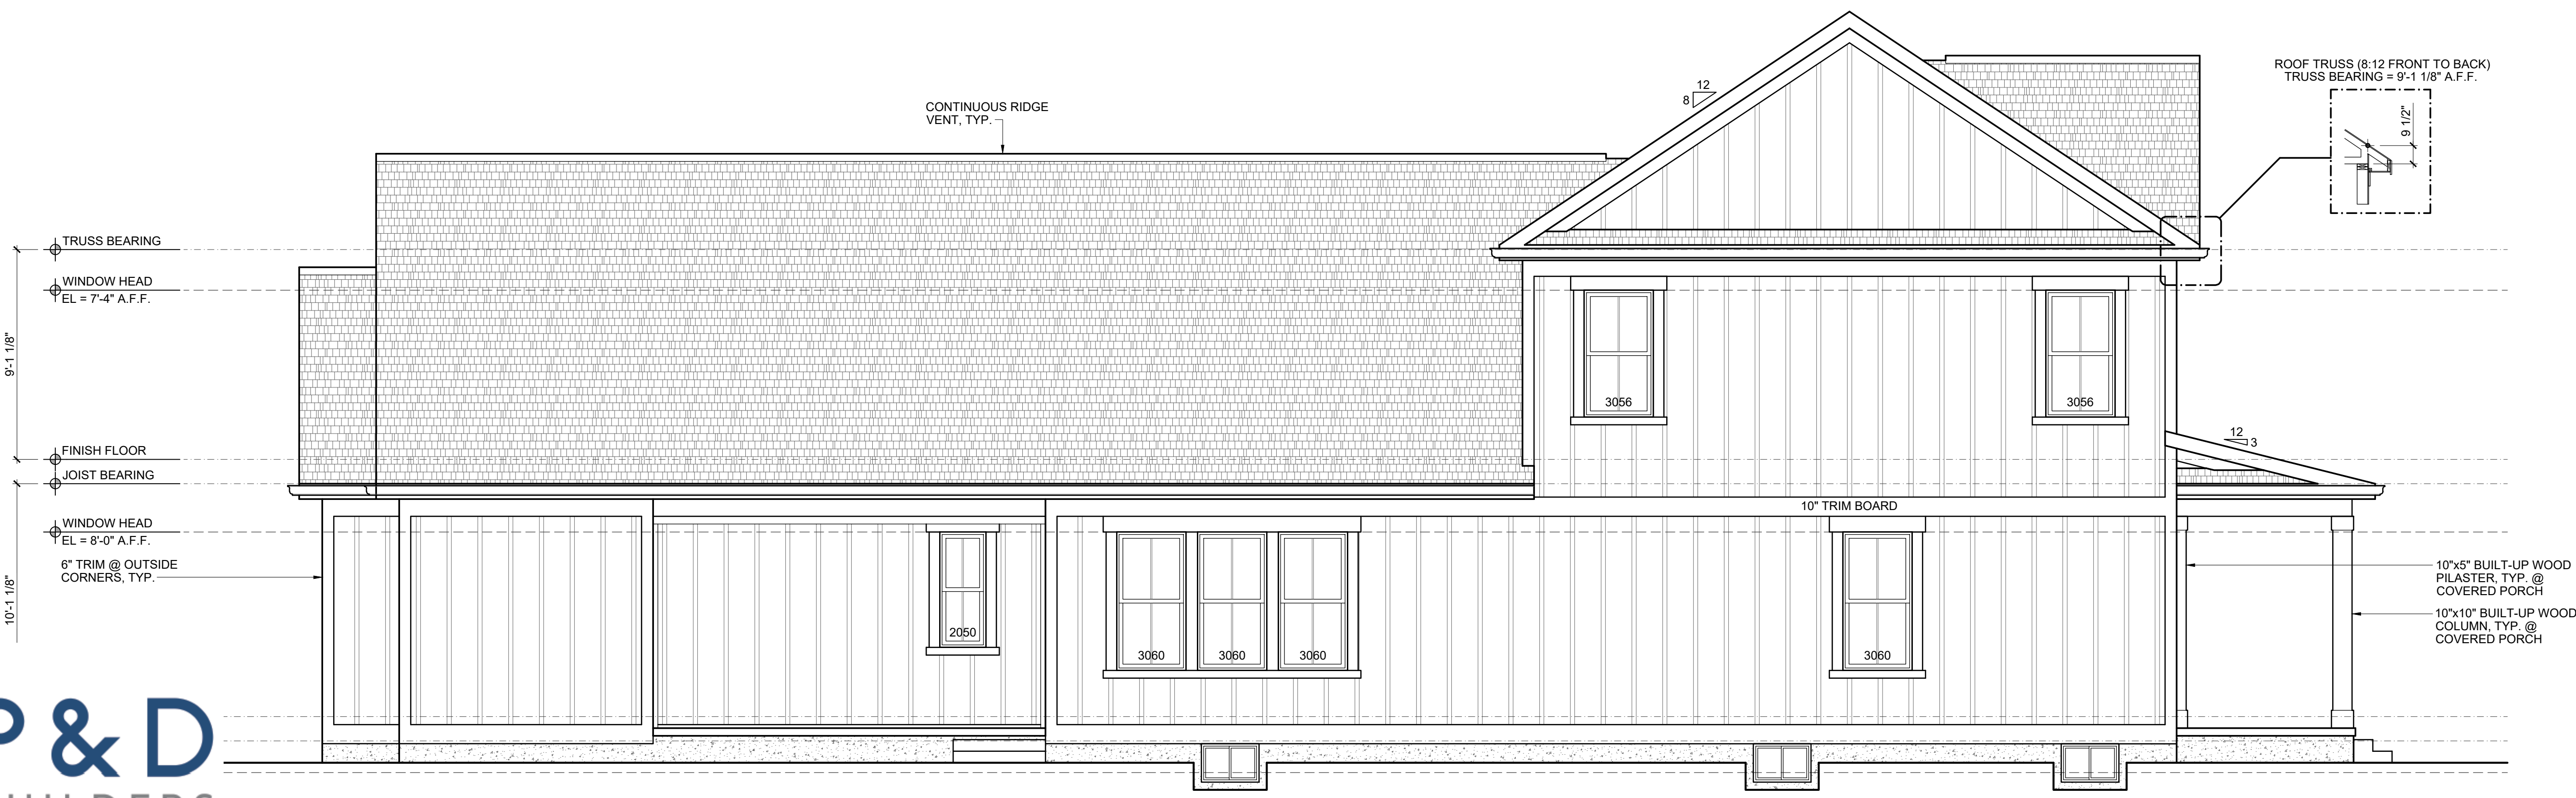 ROOF TRUSS (8:12 FRONT TO BACK)
TRUSS BEARING = 9'-1 1/8" A.F.F.
9 1/2"
12
8
CONTINUOUS RIDGE
VENT, TYP.
TRUSS BEARING
WINDOW HEAD
EL = 7'-4" A.F.F.
9'-1 1/8"
3056
3056
12
3
FINISH FLOOR
JOIST BEARING
10" TRIM BOARD
WINDOW HEAD
EL = 8'-0" A.F.F.
6" TRIM @ OUTSIDE
CORNERS, TYP.
10'-1 1/8"
10"x5" BUILT-UP WOOD
PILASTER, TYP. @
COVERED PORCH
10"x10" BUILT-UP WOOD
COLUMN, TYP. @
COVERED PORCH
2050
3060
3060
3060
3060
P & D